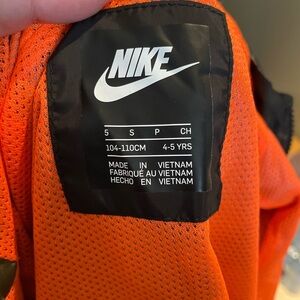 NIKE
S S P CH
104-110CM 4-5 YRS
MADE IN VIETNAM
FABRIQUÉ AU VIETNAM
HECHO EN VIETNAM